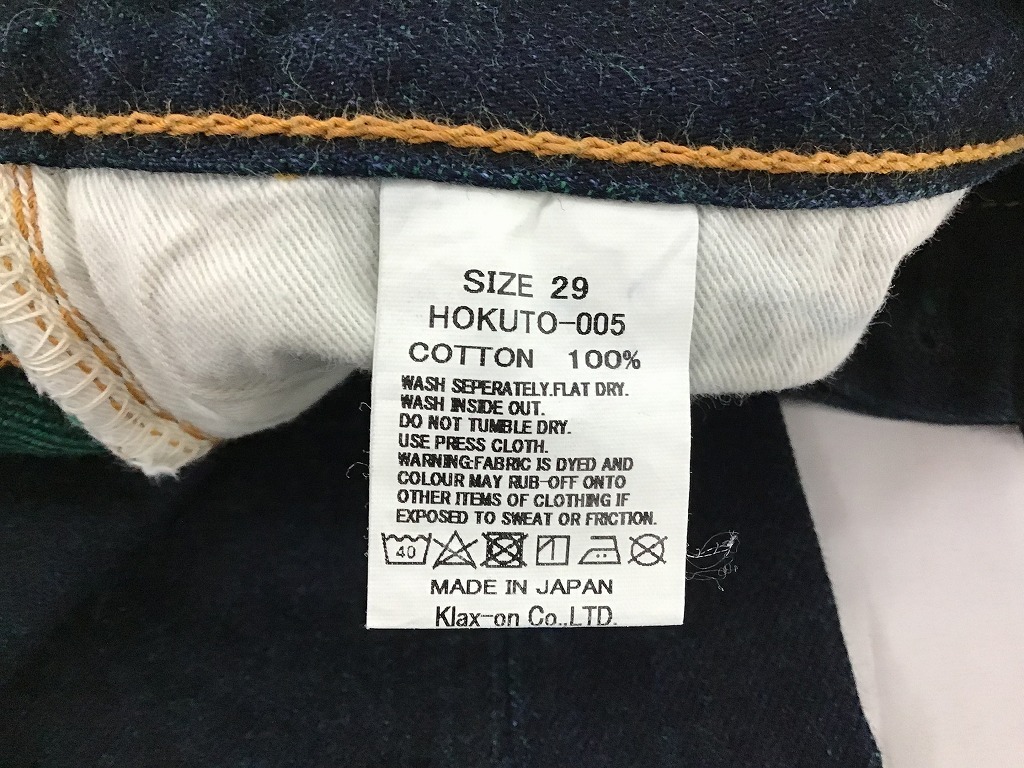 SIZE 29
HOKUTO-005
COTTON 100%
WASH SEPERATELY.FLAT DRY.
WASH INSIDE OUT.
DO NOT TUMBLE DRY.
USE PRESS CLOTH.
WARNING:FABRIC IS DYED AND
COLOUR MAY RUB-OFF ONTO
OTHER ITEMS OF CLOTHING IF
EXPOSED TO SWEAT OR FRICTION.
40
MADE IN JAPAN
Klax-on Co.,LTD.